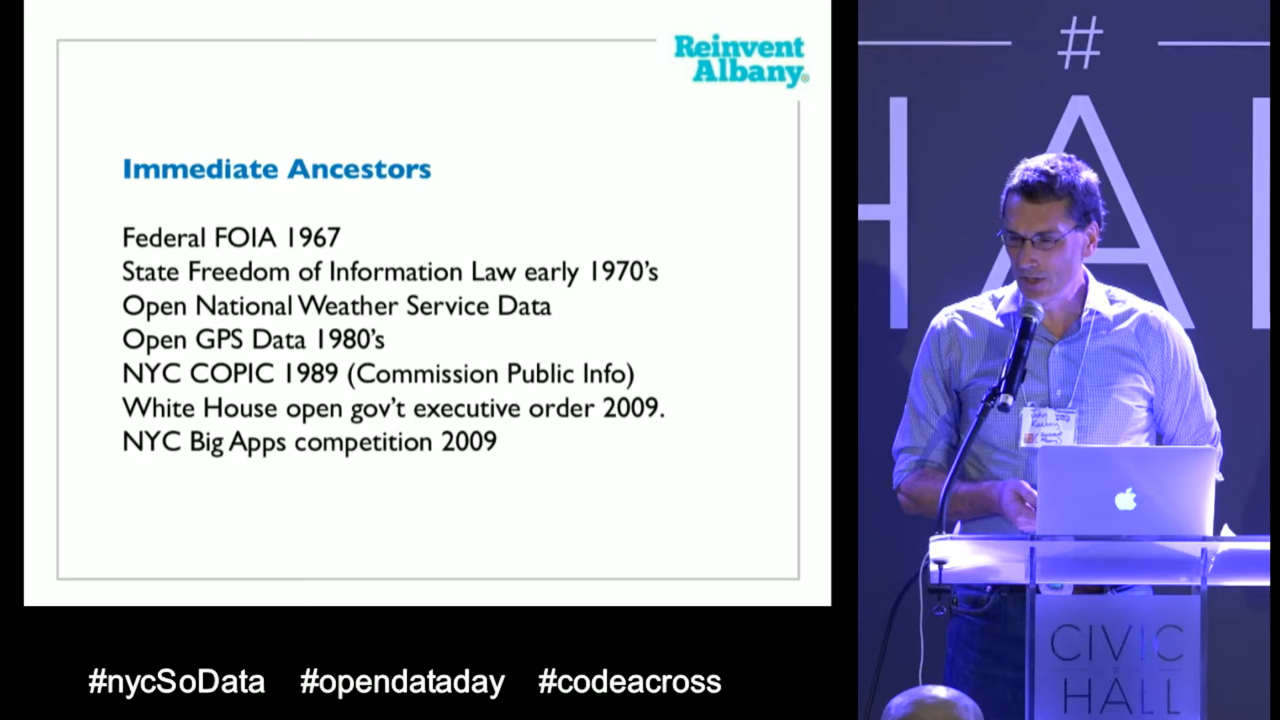 Reinvent
Albany
Immediate Ancestors
Federal FOIA 1967
State Freedom of Information Law early 1970's
Open National Weather Service Data
Open GPS Data 1980's
NYC COPIC 1989 (Commission Public Info)
White House open gov't executive order 2009.
NYC Big Apps competition 2009
#nycSoData #opendataday #codeacross
#
HAL
John
CIVIC
HALL